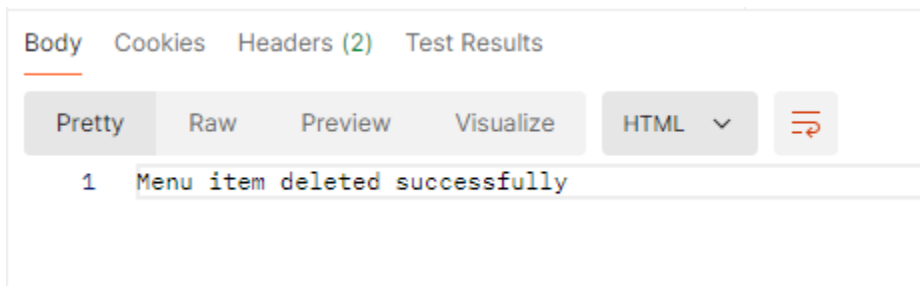 Body Cookies Headers (2) Test Results
Pretty Raw Preview Visualize HTML
1 Menu item deleted successfully